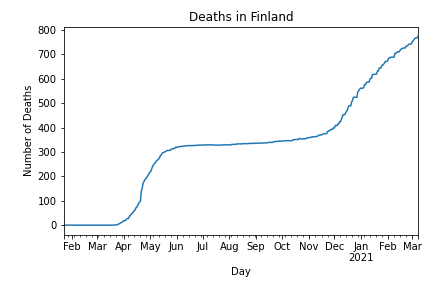 Deaths in Finland
Number of Deaths
800
700
600
500
400
300
200
100
0
Feb Mar Apr May Jun Jul Aug Sep Oct Nov Dec Jan Feb Mar
2021
Day